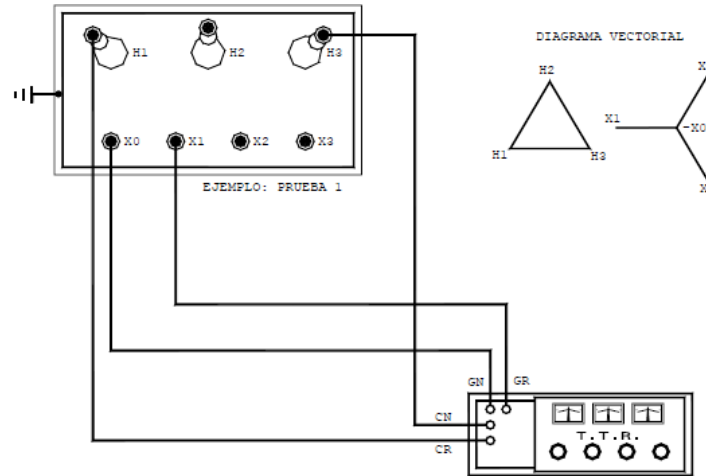 H1
H2
H3
X0
X1
X2
X3
EJEMPLO: PRUEBA 1
DIAGRAMA VECTORIAL
H2
H1
H3
X1
X
-X0
X
GN
GR
CN
CR
T.T.R.